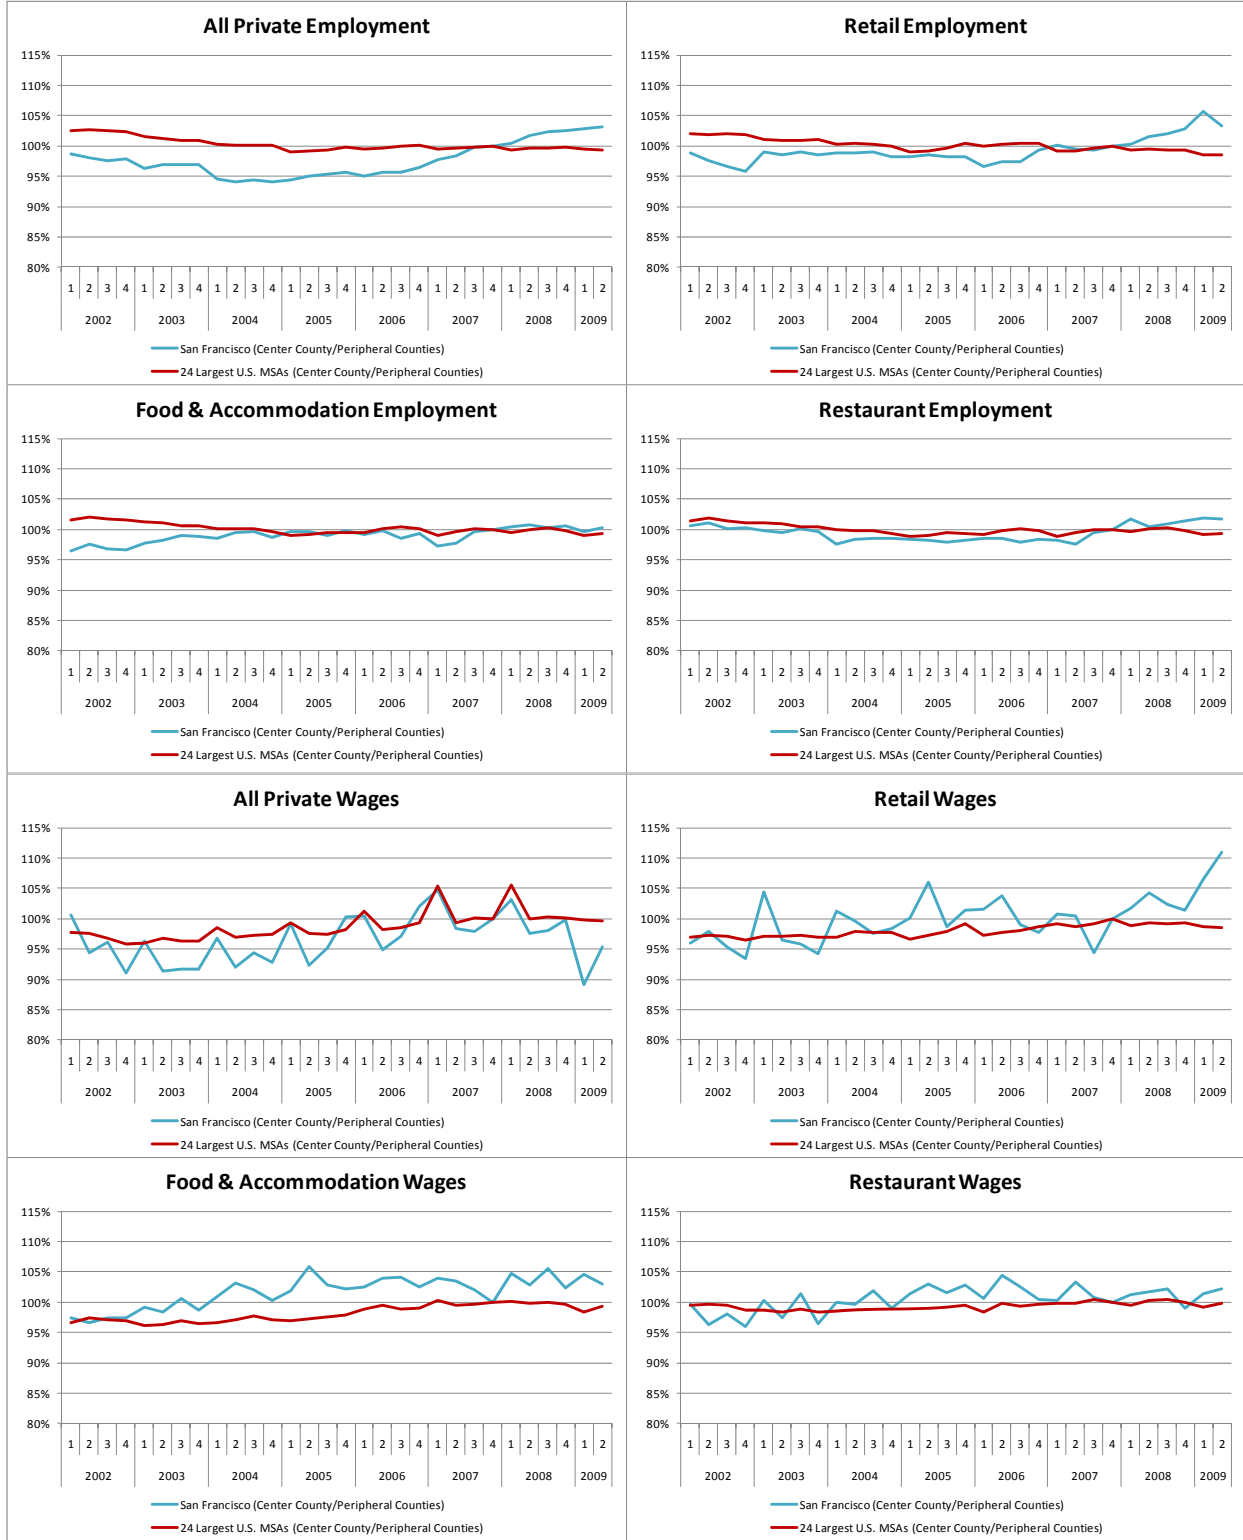 All Private Employment
115%
110%
105%
100%
95%
90%
85%
80%
1 2 3 4 1 2 3 4 1 2 3 4 1 2 3 4 1 2 3 4 1 2 3 4 1 2 3 4 1 2
2002 2003 2004 2005 2006 2007 2008 2009
San Francisco (Center County/Peripheral Counties)
24 Largest U.S. MSAs (Center County/Peripheral Counties)
Retail Employment
115%
110%
105%
100%
95%
90%
85%
80%
1 2 3 4 1 2 3 4 1 2 3 4 1 2 3 4 1 2 3 4 1 2 3 4 1 2 3 4 1 2
2002 2003 2004 2005 2006 2007 2008 2009
San Francisco (Center County/Peripheral Counties)
24 Largest U.S. MSAs (Center County/Peripheral Counties)
Food & Accommodation Employment
115%
110%
105%
100%
95%
90%
85%
80%
1 2 3 4 1 2 3 4 1 2 3 4 1 2 3 4 1 2 3 4 1 2 3 4 1 2 3 4 1 2
2002 2003 2004 2005 2006 2007 2008 2009
San Francisco (Center County/Peripheral Counties)
24 Largest U.S. MSAs (Center County/Peripheral Counties)
Restaurant Employment
115%
110%
105%
100%
95%
90%
85%
80%
1 2 3 4 1 2 3 4 1 2 3 4 1 2 3 4 1 2 3 4 1 2 3 4 1 2 3 4 1 2
2002 2003 2004 2005 2006 2007 2008 2009
San Francisco (Center County/Peripheral Counties)
24 Largest U.S. MSAs (Center County/Peripheral Counties)
All Private Wages
115%
110%
105%
100%
95%
90%
85%
80%
1 2 3 4 1 2 3 4 1 2 3 4 1 2 3 4 1 2 3 4 1 2 3 4 1 2 3 4 1 2
2002 2003 2004 2005 2006 2007 2008 2009
San Francisco (Center County/Peripheral Counties)
24 Largest U.S. MSAs (Center County/Peripheral Counties)
Retail Wages
115%
110%
105%
100%
95%
90%
85%
80%
1 2 3 4 1 2 3 4 1 2 3 4 1 2 3 4 1 2 3 4 1 2 3 4 1 2 3 4 1 2
2002 2003 2004 2005 2006 2007 2008 2009
San Francisco (Center County/Peripheral Counties)
24 Largest U.S. MSAs (Center County/Peripheral Counties)
Food & Accommodation Wages
115%
110%
105%
100%
95%
90%
85%
80%
1 2 3 4 1 2 3 4 1 2 3 4 1 2 3 4 1 2 3 4 1 2 3 4 1 2 3 4 1 2
2002 2003 2004 2005 2006 2007 2008 2009
San Francisco (Center County/Peripheral Counties)
24 Largest U.S. MSAs (Center County/Peripheral Counties)
Restaurant Wages
115%
110%
105%
100%
95%
90%
85%
80%
1 2 3 4 1 2 3 4 1 2 3 4 1 2 3 4 1 2 3 4 1 2 3 4 1 2 3 4 1 2
2002 2003 2004 2005 2006 2007 2008 2009
San Francisco (Center County/Peripheral Counties)
24 Largest U.S. MSAs (Center County/Peripheral Counties)